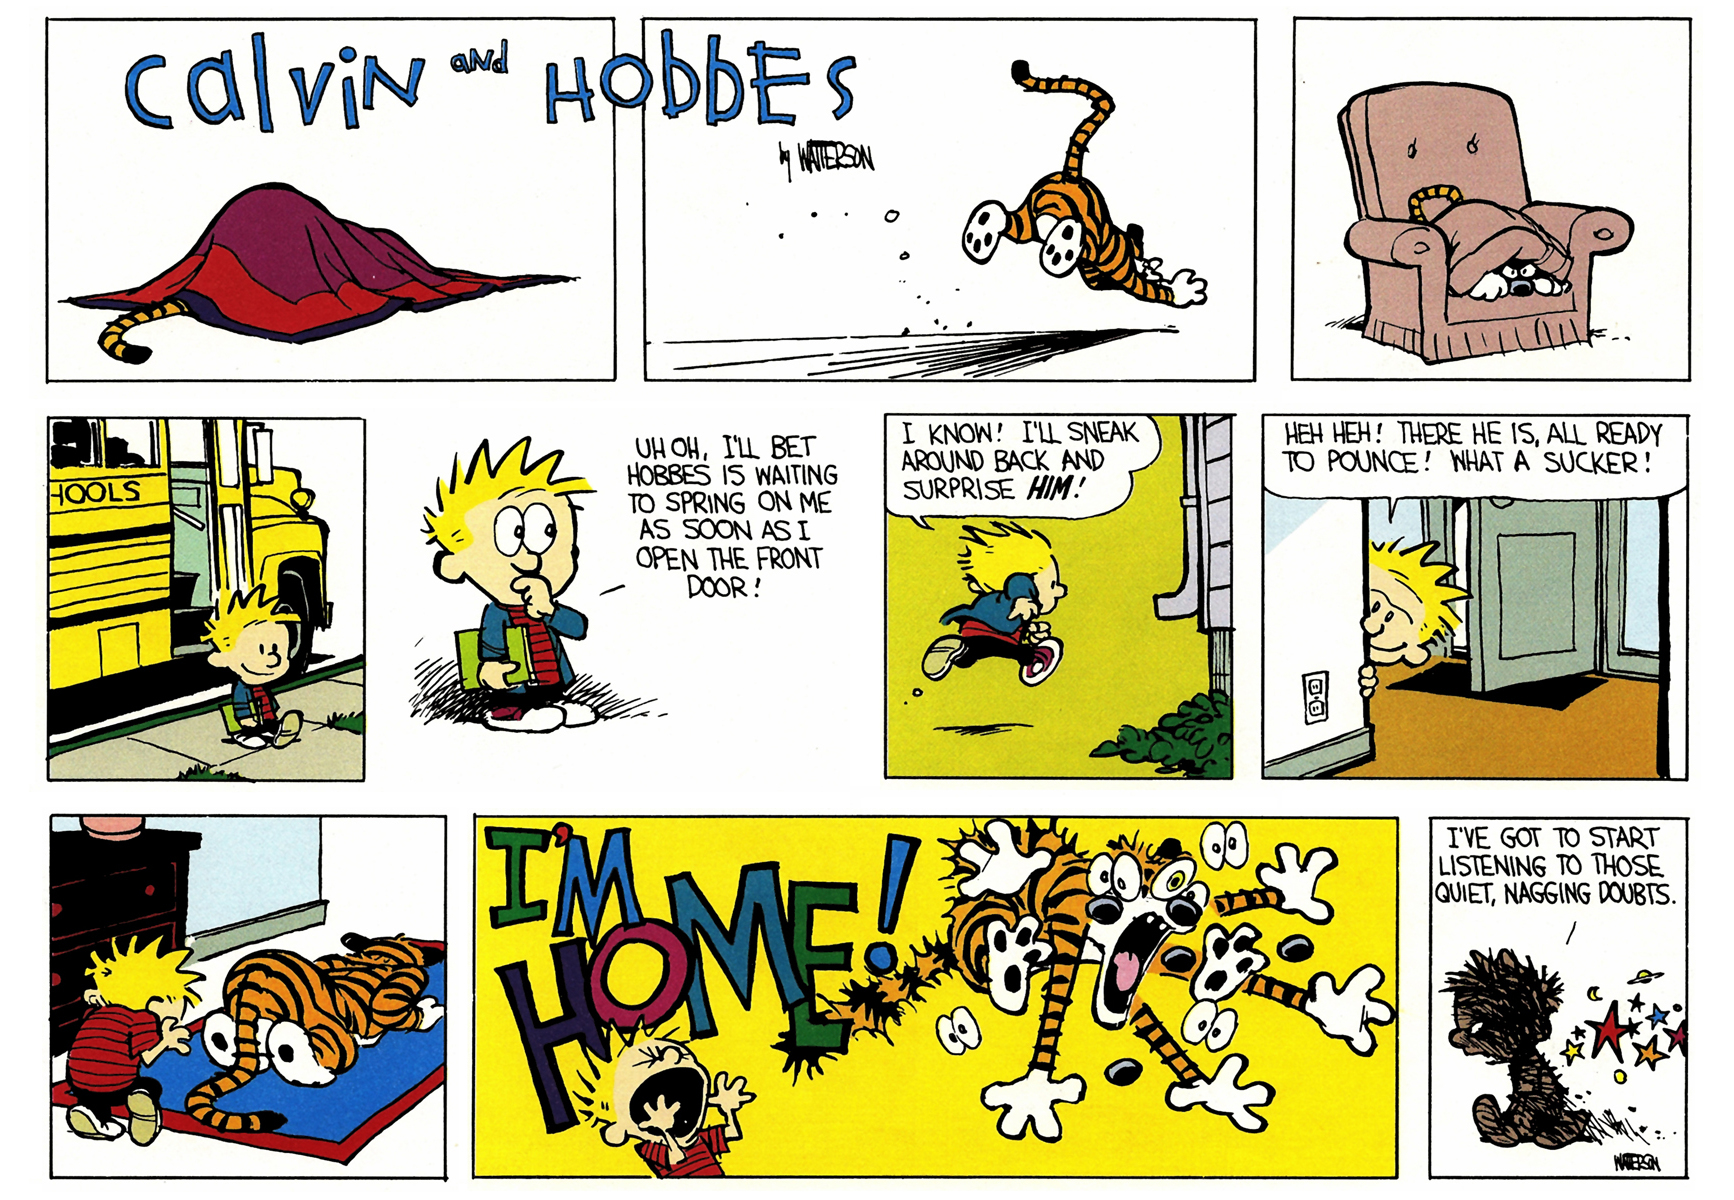 CALVIN AND HOBBES
by WATTERSON
HOOLS
UH OH, I'LL BET
HOBBES IS WAITING
TO SPRING ON ME
AS SOON AS I
OPEN THE FRONT
DOOR!
I KNOW! I'LL SNEAK
AROUND BACK AND
SURPRISE HIM!
HEH HEH! THERE HE IS, ALL READY
TO POUNCE! WHAT A SUCKER!
I'M
HOME!
I'VE GOT TO START
LISTENING TO THOSE
QUIET, NAGGING DOUBTS.
WATTERSON